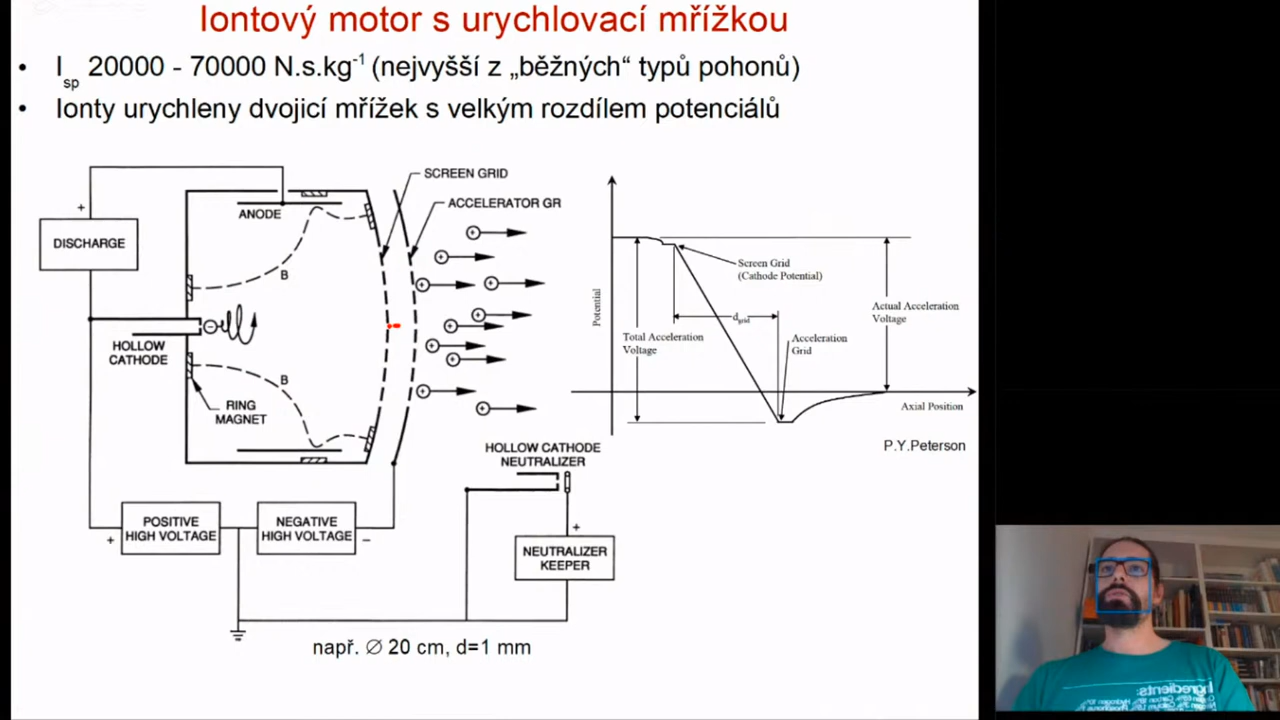 Iontový motor s urychlovací mřížkou
• Isp 20000 - 70000 N.s.kg-1 (nejvyšší z „běžných“ typů pohonů)
• Ionty urychleny dvojicí mřížek s velkým rozdílem potenciálů
SCREEN GRID
ACCELERATOR GR
ANODE
+
DISCHARGE
B
HOLLOW
CATHODE
B
RING
MAGNET
POSITIVE
HIGH VOLTAGE
+
NEGATIVE
HIGH VOLTAGE
−
HOLLOW CATHODE
NEUTRALIZER
+
NEUTRALIZER
KEEPER
např. ∅ 20 cm, d=1 mm
Potential
Screen Grid
(Cathode Potential)
dgrid
Total Acceleration
Voltage
Actual Acceleration
Voltage
Acceleration
Grid
Axial Position
P.Y.Peterson
Ingredients: